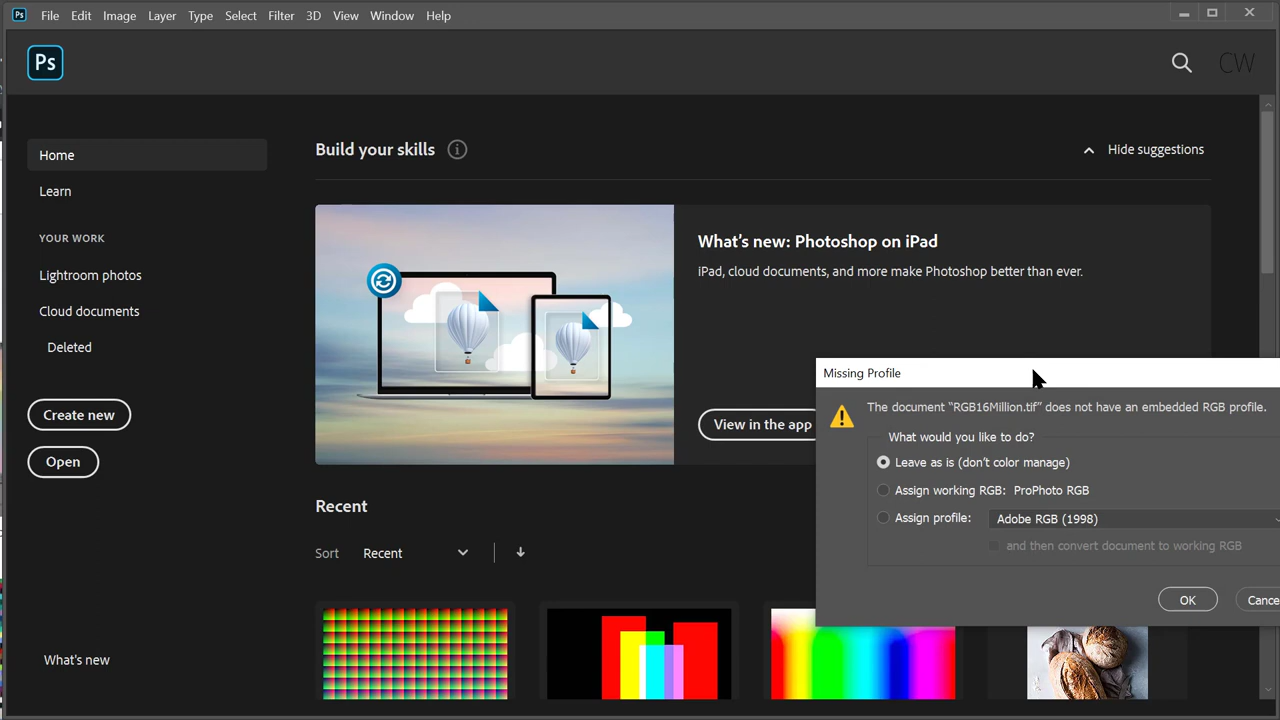 Ps File Edit Image Layer Type Select Filter 3D View Window Help
Ps CW
Home
Learn
YOUR WORK
Lightroom photos
Cloud documents
Deleted
Create new
Open
What's new
Build your skills
Hide suggestions
What’s new: Photoshop on iPad
iPad, cloud documents, and more make Photoshop better than ever.
View in the app
Recent
Sort Recent
Missing Profile
The document “RGB16Million.tif” does not have an embedded RGB profile.
What would you like to do?
Leave as is (don’t color manage)
Assign working RGB: ProPhoto RGB
Assign profile: Adobe RGB (1998)
and then convert document to working RGB
OK Cance